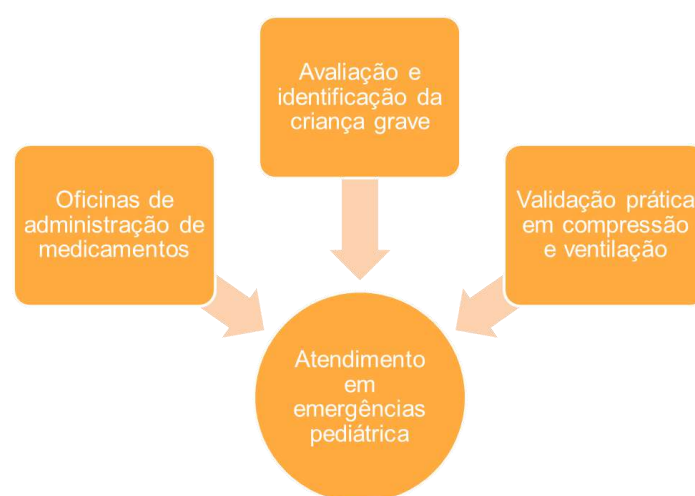 Avaliação e
identificação da
criança grave
Oficinas de
administração de
medicamentos
Validação prática
em compressão
e ventilação
Atendimento
em
emergências
pediátrica